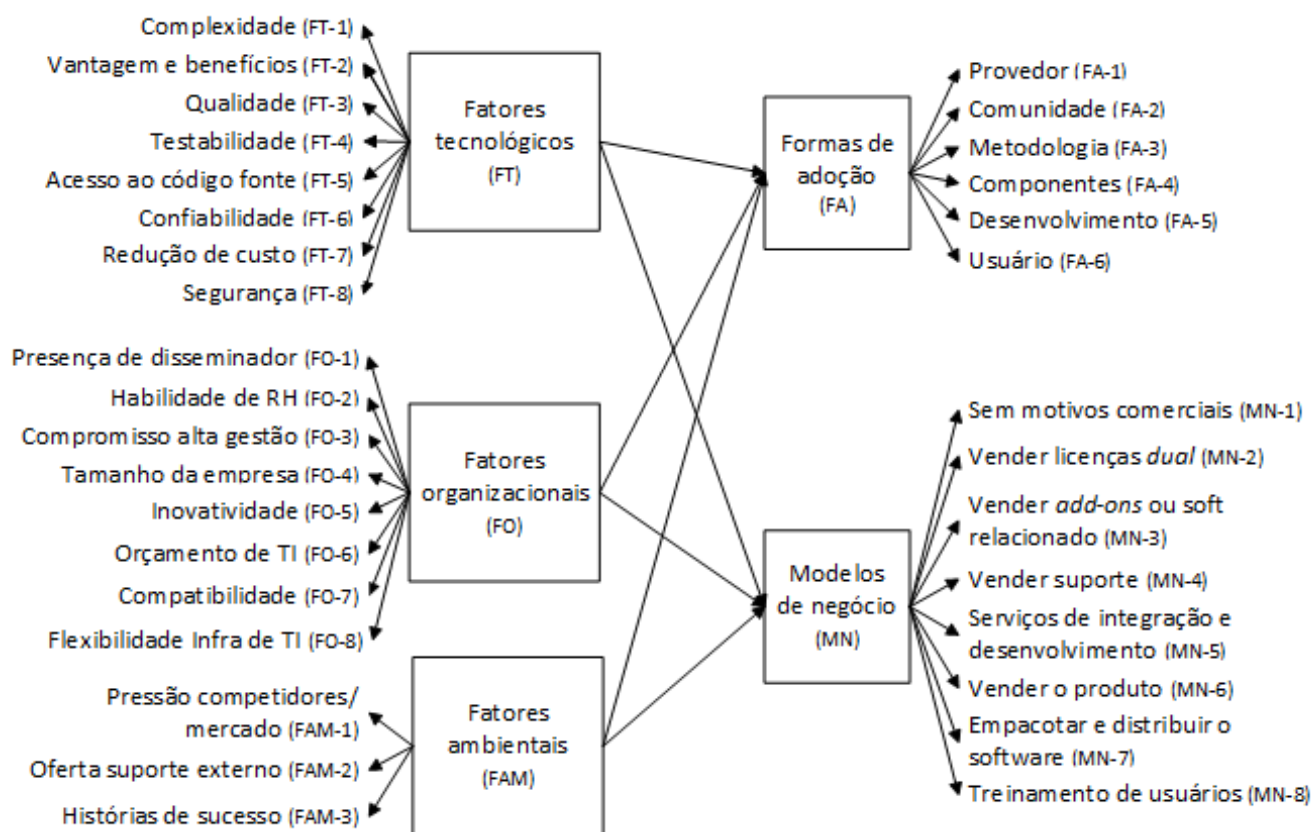 Complexidade (FT-1)
Vantagem e benefícios (FT-2)
Qualidade (FT-3)
Testabilidade (FT-4)
Acesso ao código fonte (FT-5)
Confiabilidade (FT-6)
Redução de custo (FT-7)
Segurança (FT-8)
Fatores
tecnológicos
(FT)
Presença de disseminador (FO-1)
Habilidade de RH (FO-2)
Compromisso alta gestão (FO-3)
Tamanho da empresa (FO-4)
Inovatividade (FO-5)
Orçamento de TI (FO-6)
Compatibilidade (FO-7)
Flexibilidade Infra de TI (FO-8)
Fatores
organizacionais
(FO)
Pressão competidores/
mercado (FAM-1)
Oferta suporte externo (FAM-2)
Histórias de sucesso (FAM-3)
Fatores
ambientais
(FAM)
Formas de
adoção
(FA)
Provedor (FA-1)
Comunidade (FA-2)
Metodologia (FA-3)
Componentes (FA-4)
Desenvolvimento (FA-5)
Usuário (FA-6)
Modelos
de negócio
(MN)
Sem motivos comerciais (MN-1)
Vender licenças dual (MN-2)
Vender add-ons ou soft
relacionado (MN-3)
Vender suporte (MN-4)
Serviços de integração e
desenvolvimento (MN-5)
Vender o produto (MN-6)
Empacotar e distribuir o
software (MN-7)
Treinamento de usuários (MN-8)